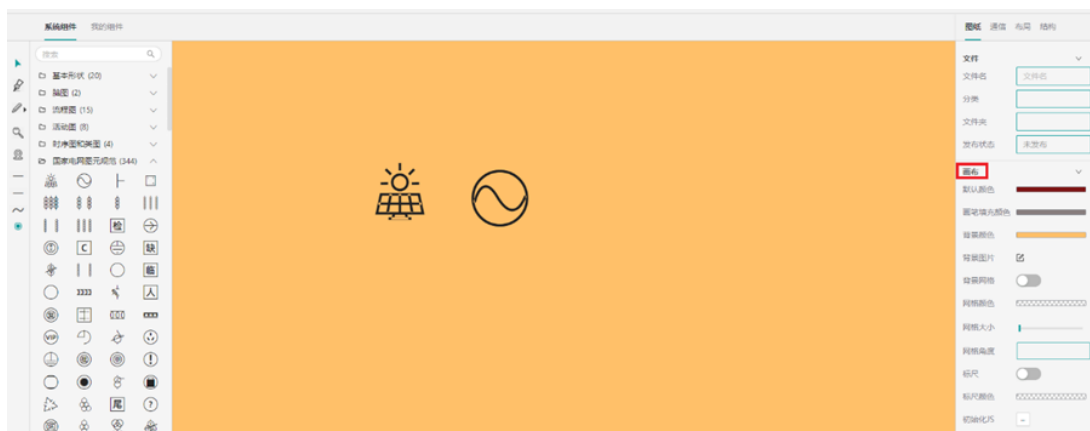 系统组件 我的组件
搜索
基本形状 (20)
脑图 (2)
流程图 (15)
活动图 (8)
时序图和类图 (4)
国家电网图元规范 (344)
检
C
缺
临
人
VIP
尾
?
图纸 通信 布局 结构
文件
文件名 文件名
分类
文件夹
发布状态 未发布
画布
默认颜色
画笔填充颜色
背景颜色
背景图片
背景网格
网格颜色
网格大小
网格角度
标尺
标尺颜色
初始化JS